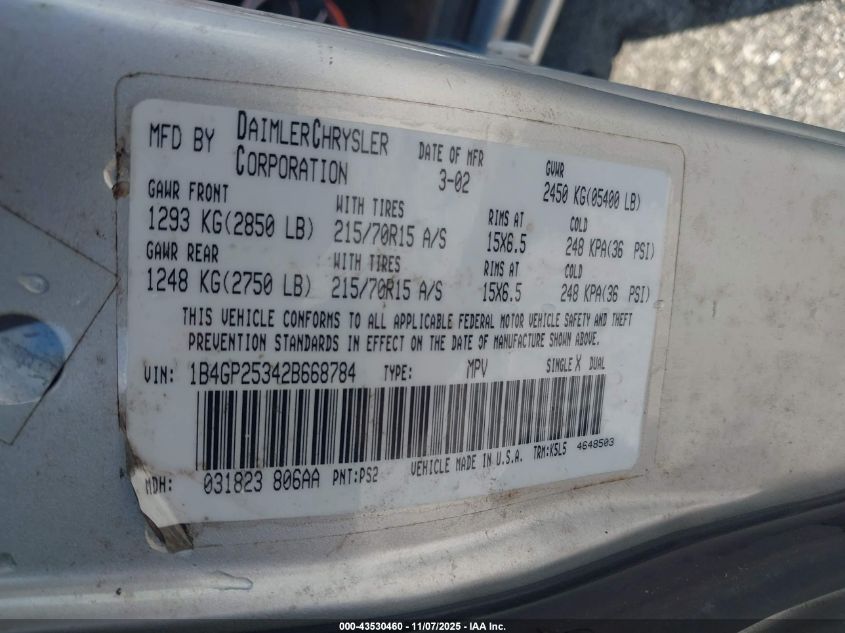 MFD BY DAIMLERCHRYSLER CORPORATION
DATE OF MFR 3-02
GVWR 2450 KG(05400 LB)
GAWR FRONT WITH TIRES RIMS AT COLD
1293 KG(2850 LB) 215/70R15 A/S 15X6.5 248 KPA(36 PSI)
GAWR REAR WITH TIRES RIMS AT COLD
1248 KG(2750 LB) 215/70R15 A/S 15X6.5 248 KPA(36 PSI)
THIS VEHICLE CONFORMS TO ALL APPLICABLE FEDERAL MOTOR VEHICLE SAFETY AND THEFT
PREVENTION STANDARDS IN EFFECT ON THE DATE OF MANUFACTURE SHOWN ABOVE.
VIN: 1B4GP25342B668784 TYPE: MPV SINGLE X DUAL
MDH: 031823 806AA PNT:PS2 VEHICLE MADE IN U.S.A. TRM:K5L5 4648503
000-43530460 - 11/07/2025 - IAA Inc.